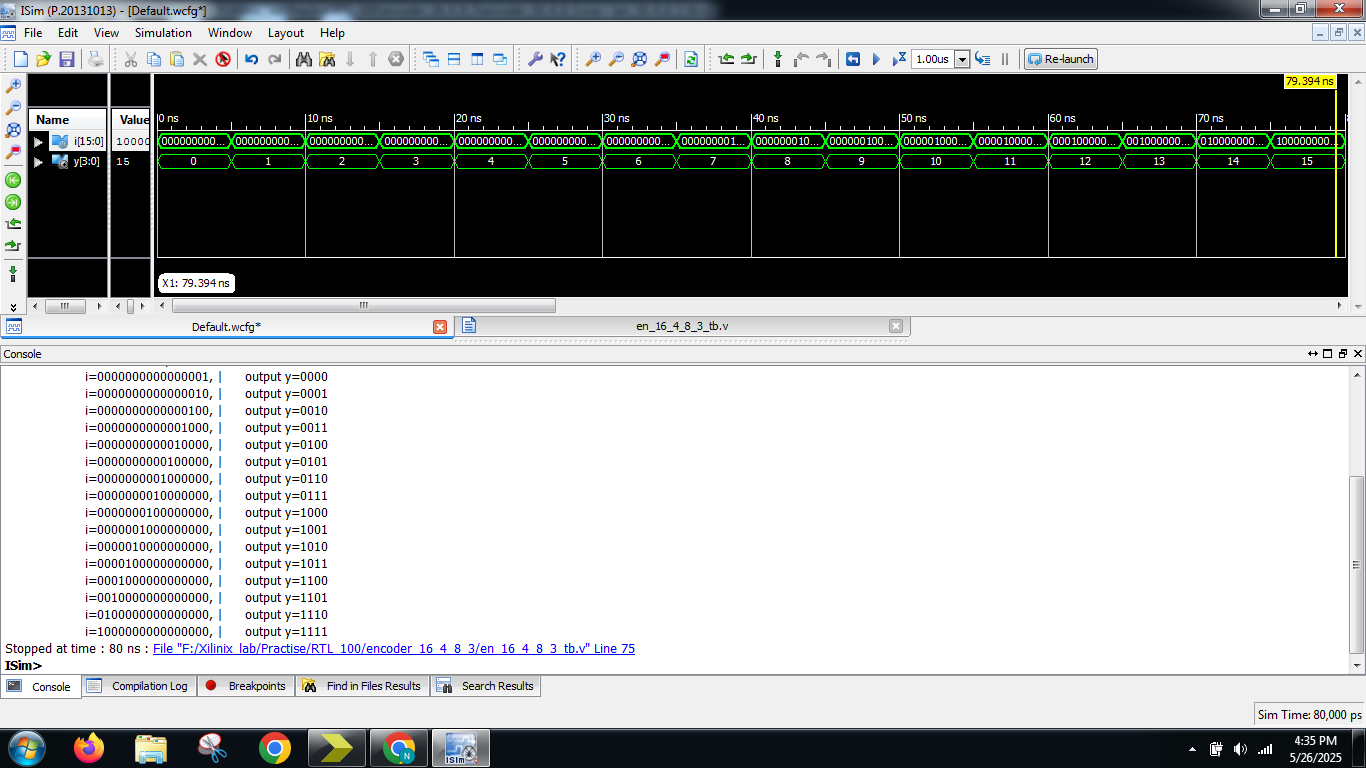 ISim (P.20131013) - [Default.wcfg*]
File Edit View Simulation Window Layout Help
1.00us Re-launch
79.394 ns
Name Value
0 ns 10 ns 20 ns 30 ns 40 ns 50 ns 60 ns 70 ns 8
i[15:0] 10000 000000000... 000000000... 000000000... 000000000... 000000000... 000000000... 000000000... 000000001... 000000010... 000000100... 000001000... 000010000... 000100000... 001000000... 010000000... 100000000...
y[3:0] 15 0 1 2 3 4 5 6 7 8 9 10 11 12 13 14 15
X1: 79.394 ns
Default.wcfg* en_16_4_8_3_tb.v
Console
i=0000000000000001, | output y=0000
i=0000000000000010, | output y=0001
i=0000000000000100, | output y=0010
i=0000000000001000, | output y=0011
i=0000000000010000, | output y=0100
i=0000000000100000, | output y=0101
i=0000000001000000, | output y=0110
i=0000000010000000, | output y=0111
i=0000000100000000, | output y=1000
i=0000001000000000, | output y=1001
i=0000010000000000, | output y=1010
i=0000100000000000, | output y=1011
i=0001000000000000, | output y=1100
i=0010000000000000, | output y=1101
i=0100000000000000, | output y=1110
i=1000000000000000, | output y=1111
Stopped at time : 80 ns : File "F:/Xilinix_lab/Practise/RTL_100/encoder_16_4_8_3/en_16_4_8_3_tb.v" Line 75
ISim>
Console Compilation Log Breakpoints Find in Files Results Search Results
Sim Time: 80,000 ps
N ISim 4:35 PM
5/26/2025